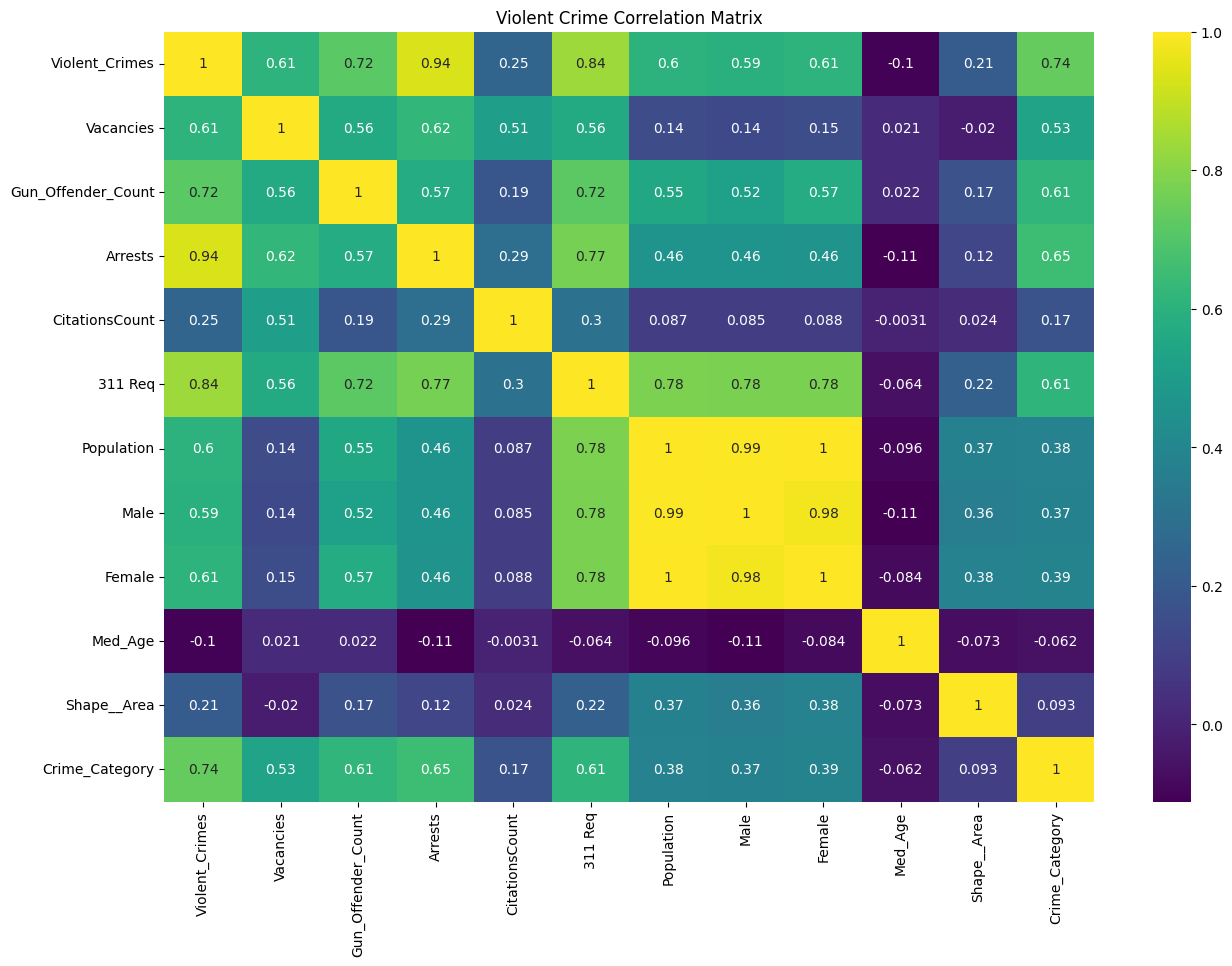 Violent Crime Correlation Matrix
Violent_Crimes 1 0.61 0.72 0.94 0.25 0.84 0.6 0.59 0.61 -0.1 0.21 0.74
Vacancies 0.61 1 0.56 0.62 0.51 0.56 0.14 0.14 0.15 0.021 -0.02 0.53
Gun_Offender_Count 0.72 0.56 1 0.57 0.19 0.72 0.55 0.52 0.57 0.022 0.17 0.61
Arrests 0.94 0.62 0.57 1 0.29 0.77 0.46 0.46 0.46 -0.11 0.12 0.65
CitationsCount 0.25 0.51 0.19 0.29 1 0.3 0.087 0.085 0.088 -0.0031 0.024 0.17
311 Req 0.84 0.56 0.72 0.77 0.3 1 0.78 0.78 0.78 -0.064 0.22 0.61
Population 0.6 0.14 0.55 0.46 0.087 0.78 1 0.99 1 -0.096 0.37 0.38
Male 0.59 0.14 0.52 0.46 0.085 0.78 0.99 1 0.98 -0.11 0.36 0.37
Female 0.61 0.15 0.57 0.46 0.088 0.78 1 0.98 1 -0.084 0.38 0.39
Med_Age -0.1 0.021 0.022 -0.11 -0.0031 -0.064 -0.096 -0.11 -0.084 1 -0.073 -0.062
Shape__Area 0.21 -0.02 0.17 0.12 0.024 0.22 0.37 0.36 0.38 -0.073 1 0.093
Crime_Category 0.74 0.53 0.61 0.65 0.17 0.61 0.38 0.37 0.39 -0.062 0.093 1
Violent_Crimes
Vacancies
Gun_Offender_Count
Arrests
CitationsCount
311 Req
Population
Male
Female
Med_Age
Shape__Area
Crime_Category
1.0
0.8
0.6
0.4
0.2
0.0